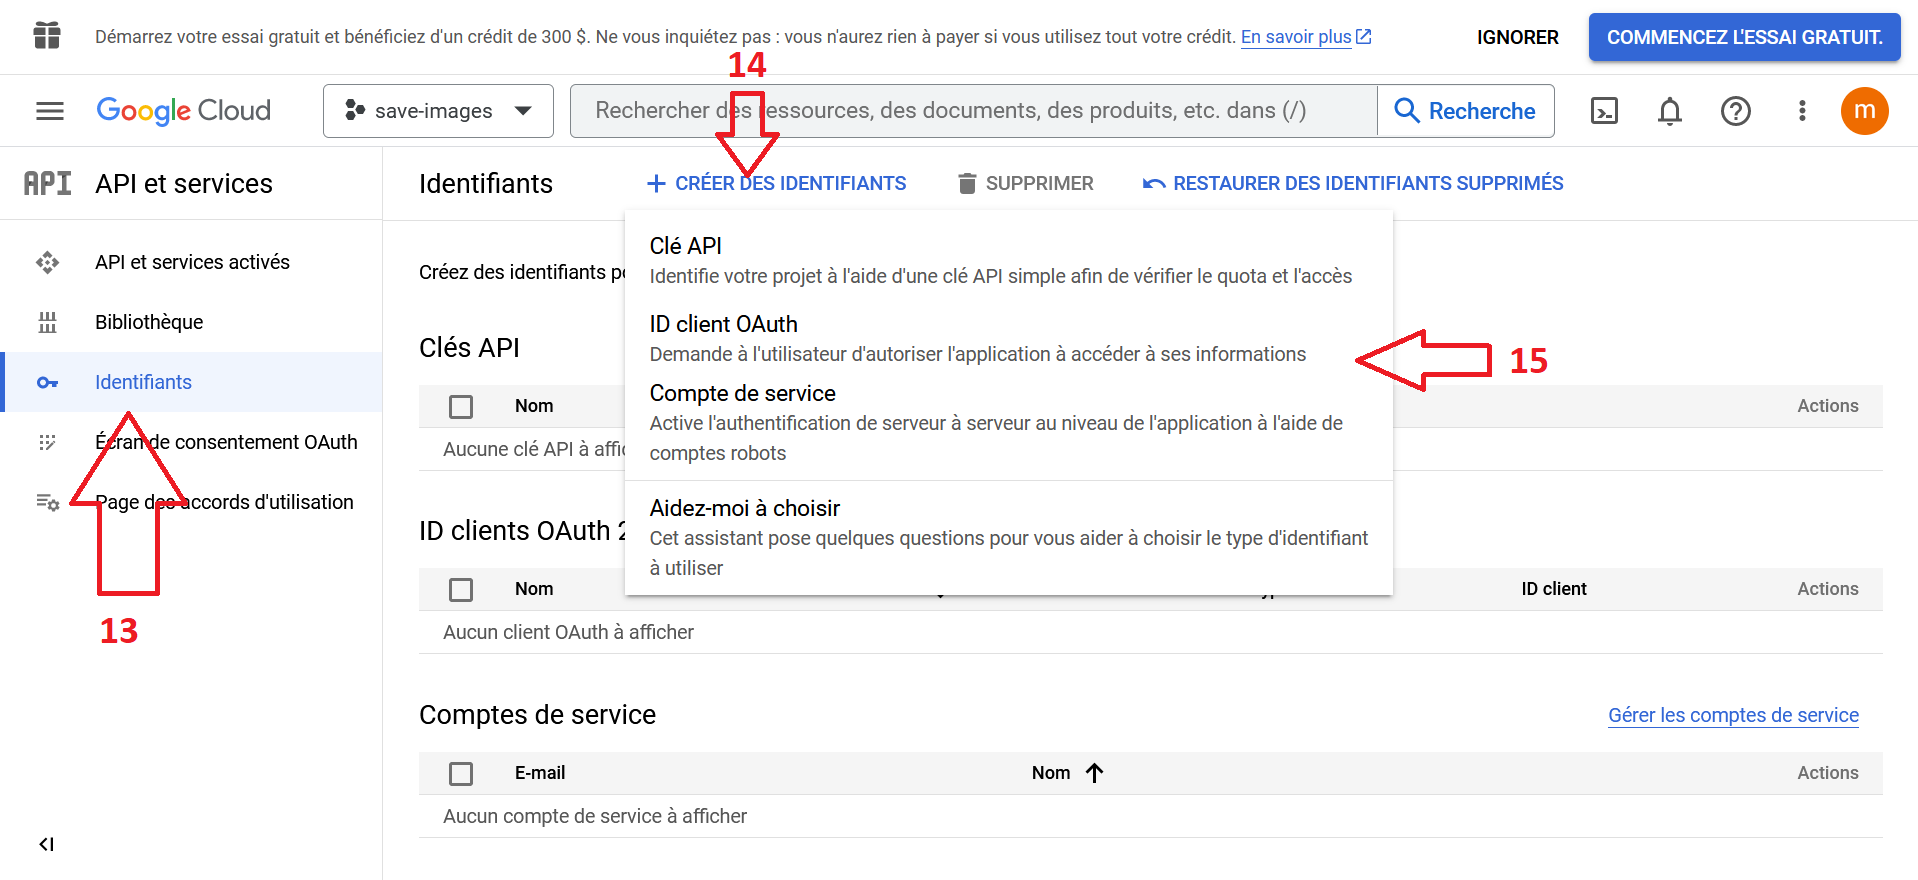 Démarrez votre essai gratuit et bénéficiez d'un crédit de 300 $. Ne vous inquiétez pas : vous n'aurez rien à payer si vous utilisez tout votre crédit. En savoir plus
IGNORER
COMMENCEZ L'ESSAI GRATUIT.
14
Google Cloud
save-images
Rechercher des ressources, des documents, des produits, etc. dans (/)
Recherche
m
API
API et services
Identifiants
CRÉER DES IDENTIFIANTS
SUPPRIMER
RESTAURER DES IDENTIFIANTS SUPPRIMÉS
API et services activés
Bibliothèque
Identifiants
Écran de consentement OAuth
Page des accords d'utilisation
13
Créez des identifiants
Clé API
Identifie votre projet à l'aide d'une clé API simple afin de vérifier le quota et l'accès
ID client OAuth
Demande à l'utilisateur d'autoriser l'application à accéder à ses informations
15
Compte de service
Active l'authentification de serveur à serveur au niveau de l'application à l'aide de
comptes robots
Aidez-moi à choisir
Cet assistant pose quelques questions pour vous aider à choisir le type d'identifiant
à utiliser
Clés API
Nom
Actions
Aucune clé API à
ID clients OAuth
Nom
ID client
Actions
Aucun client OAuth à afficher
Comptes de service
Gérer les comptes de service
E-mail
Nom
Actions
Aucun compte de service à afficher